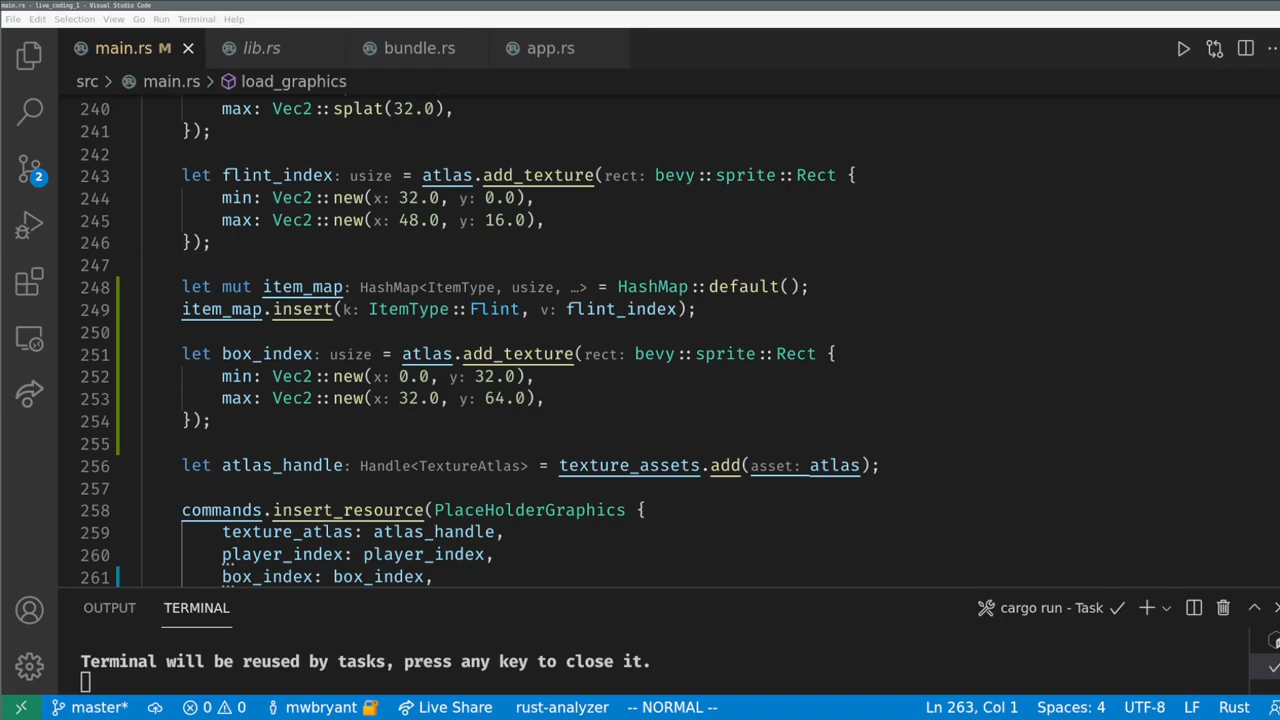 main.rs - live_coding_1 - Visual Studio Code
File Edit Selection View Go Run Terminal Help
main.rs M lib.rs bundle.rs app.rs
src > main.rs > load_graphics
240 max: Vec2::splat(32.0),
241 });
242
243 let flint_index: usize = atlas.add_texture(rect: bevy::sprite::Rect {
244 min: Vec2::new(x: 32.0, y: 0.0),
245 max: Vec2::new(x: 48.0, y: 16.0),
246 });
247
248 let mut item_map: HashMap<ItemType, usize, …> = HashMap::default();
249 item_map.insert(k: ItemType::Flint, v: flint_index);
250
251 let box_index: usize = atlas.add_texture(rect: bevy::sprite::Rect {
252 min: Vec2::new(x: 0.0, y: 32.0),
253 max: Vec2::new(x: 32.0, y: 64.0),
254 });
255
256 let atlas_handle: Handle<TextureAtlas> = texture_assets.add(asset: atlas);
257
258 commands.insert_resource(PlaceHolderGraphics {
259 texture_atlas: atlas_handle,
260 player_index: player_index,
261 box_index: box_index,
2
OUTPUT TERMINAL cargo run - Task
Terminal will be reused by tasks, press any key to close it.
master* 0 0 mwbryant Live Share rust-analyzer -- NORMAL -- Ln 263, Col 1 Spaces: 4 UTF-8 LF Rust